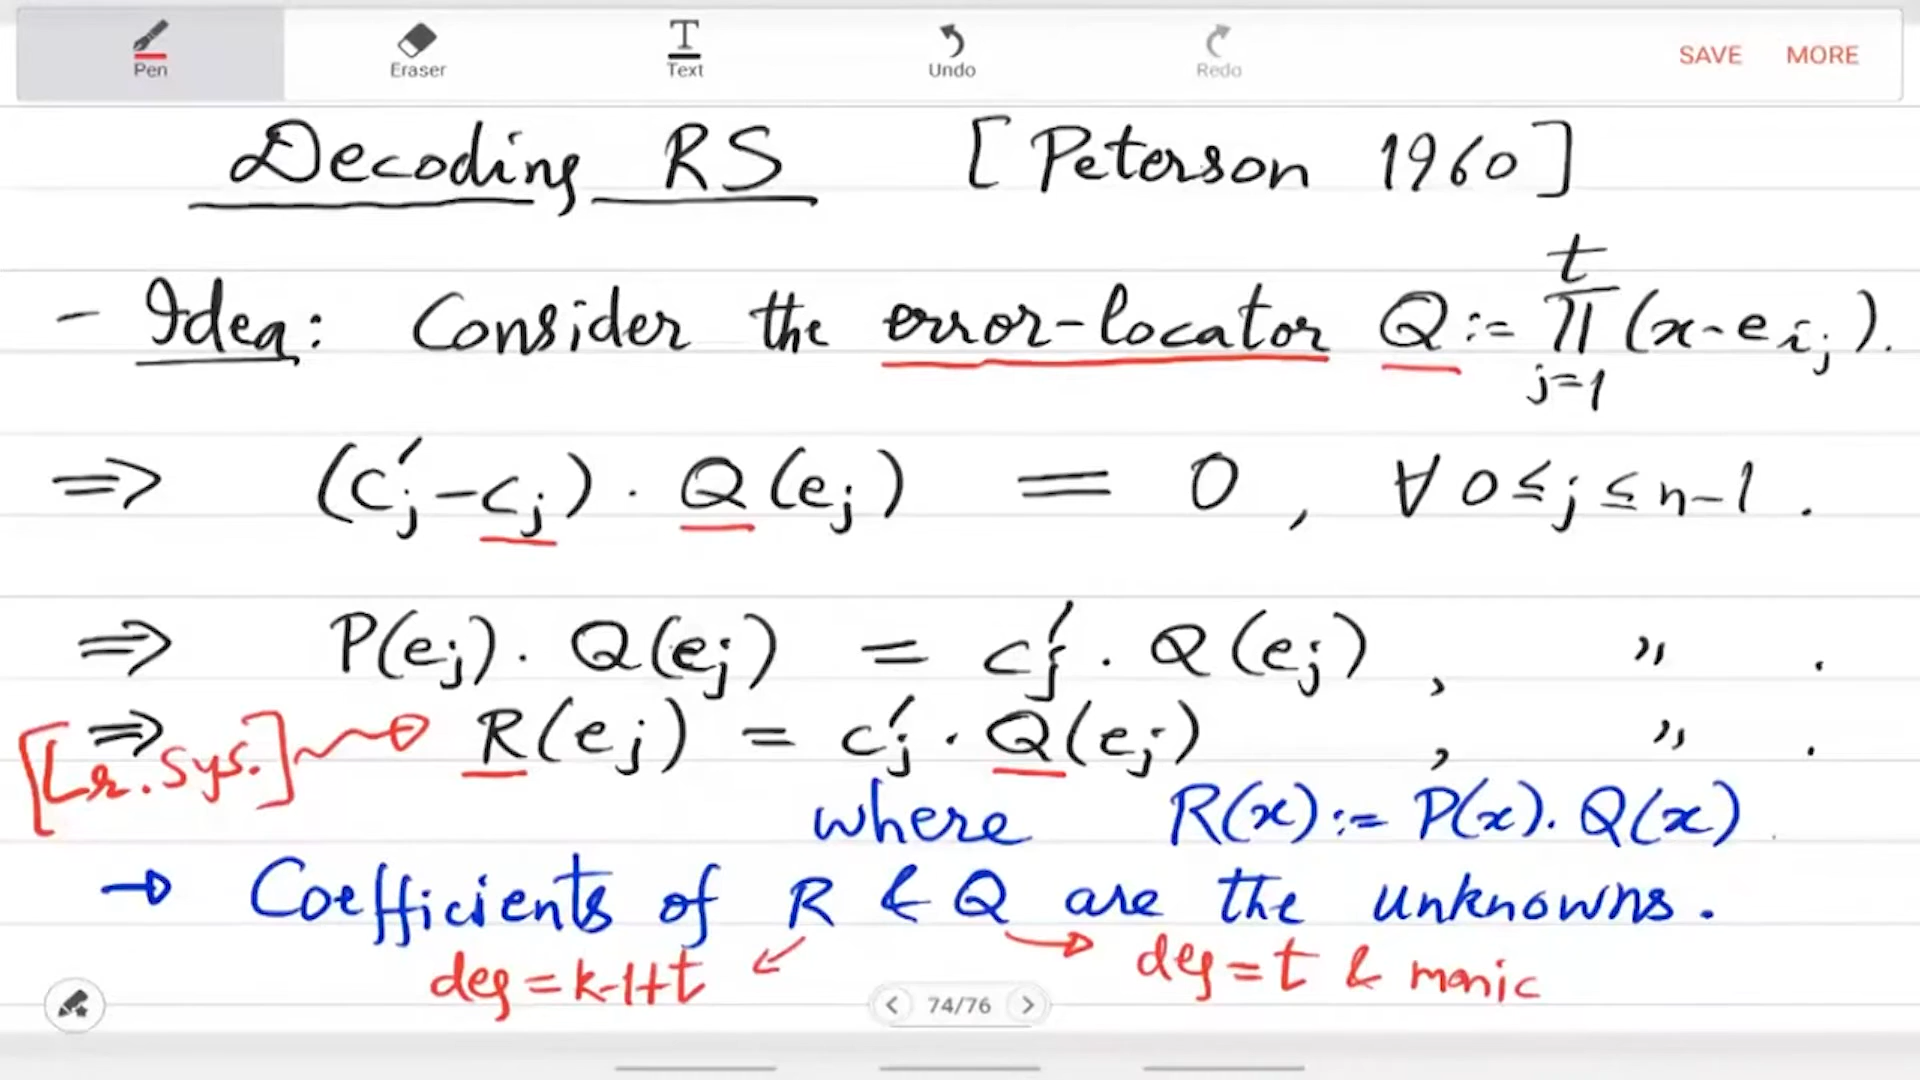 Pen Eraser Text Undo Redo SAVE MORE
Decoding RS [Peterson 1960]
- Idea: Consider the error-locator Q := ∏_{j=1}^{t} (x-e_{i_j}).
⇒ (c'_j - c_j) · Q(e_j) = 0, ∀ 0≤j≤n-1.
⇒ P(e_j) · Q(e_j) = c'_j · Q(e_j), " .
⇒ R(e_j) = c'_j · Q(e_j), " .
[Lr. Sys.]
where R(x) := P(x). Q(x)
→ Coefficients of R & Q are the unknowns.
deg = k-1+t deg = t & monic
74/76